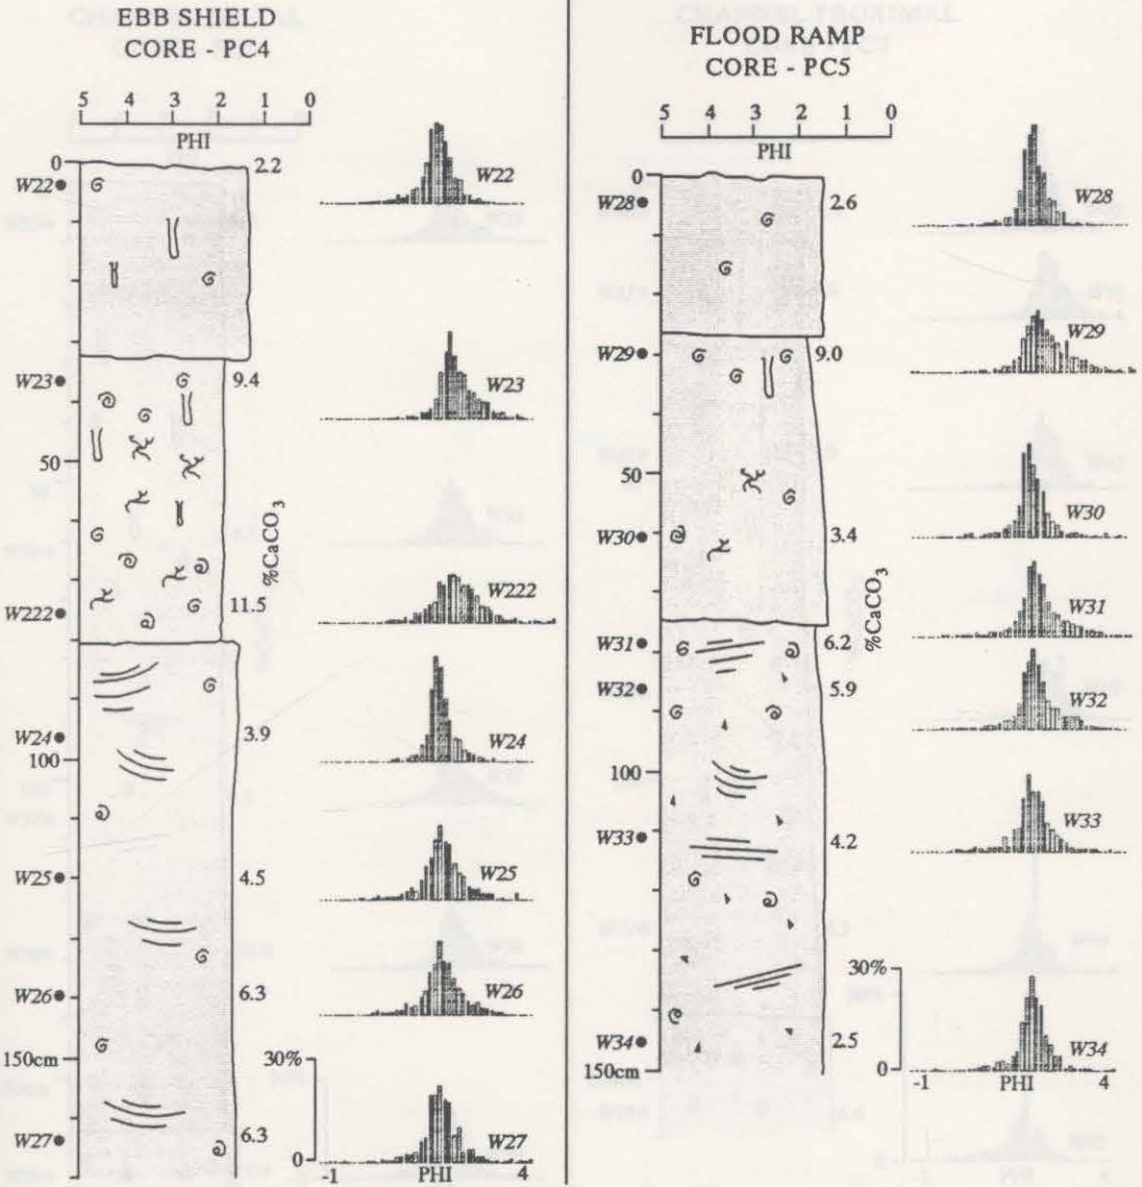 EBB SHIELD
CORE - PC4
5 4 3 2 1 0
PHI
0
2.2
W22
W22
W23
9.4
W23
50
%CaCO3
W222
11.5
W222
W24
3.9
W24
100
W25
4.5
W25
W26
6.3
W26
150cm
30%
W27
6.3
W27
0
-1 PHI 4
FLOOD RAMP
CORE - PC5
5 4 3 2 1 0
PHI
0
W28
2.6
W28
W29
9.0
W29
50
W30
3.4
W30
%CaCO3
W31
6.2
W31
W32
5.9
W32
100
W33
4.2
W33
30%
W34
2.5
W34
150cm
0
-1 PHI 4